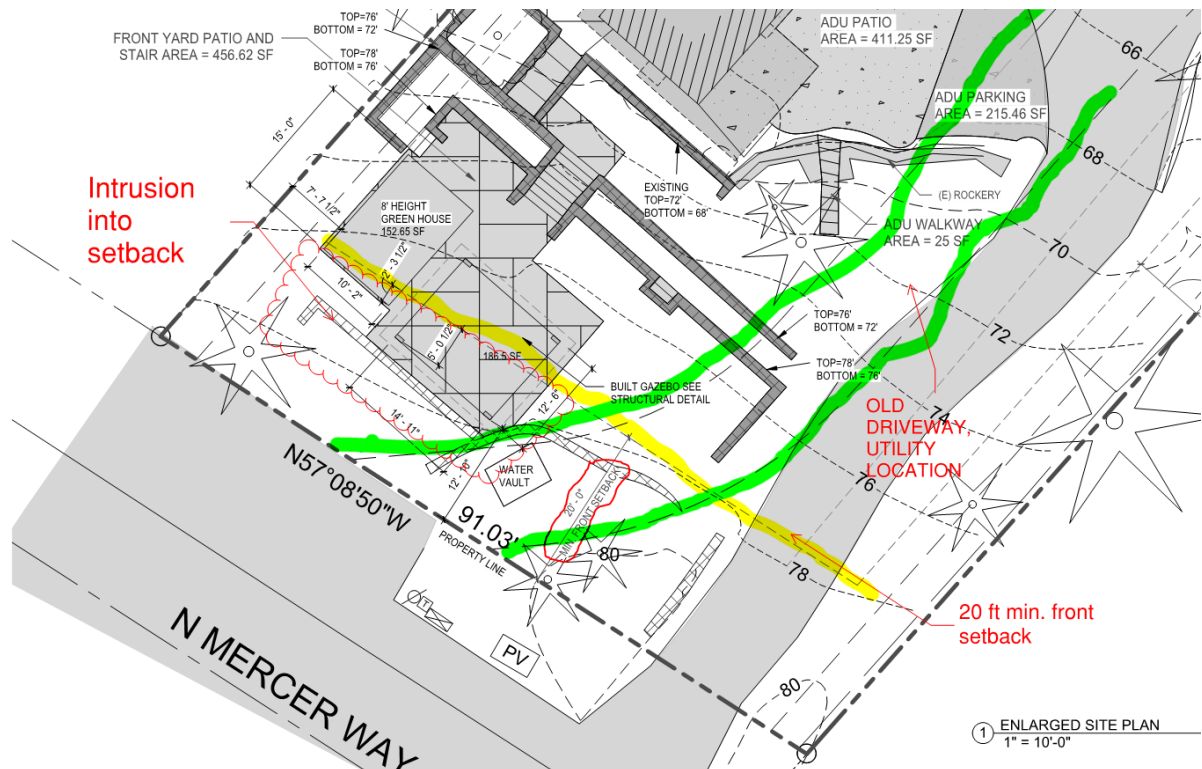 TOP=76'
BOTTOM = 72'
FRONT YARD PATIO AND
STAIR AREA = 456.62 SF
TOP=78'
BOTTOM = 76'
ADU PATIO
AREA = 411.25 SF
66
ADU PARKING
AREA = 215.46 SF
15' - 0"
68
Intrusion
into
setback
7' - 7 1/2"
8' HEIGHT
GREEN HOUSE
152.65 SF
EXISTING
TOP=72'
BOTTOM = 68'
(E) ROCKERY
ADU WALKWAY
AREA = 25 SF
70
2' - 3 1/2"
10' - 2"
TOP=76'
BOTTOM = 72'
72
5' - 0 1/2"
186.5 SF
TOP=78'
BOTTOM = 76'
BUILT GAZEBO SEE
STRUCTURAL DETAIL
12' - 6"
14' - 11"
74
OLD
DRIVEWAY,
UTILITY
LOCATION
WATER
VAULT
76
N57°08'50"W
91.03'
PROPERTY LINE
20' - 0"
MIN. FRONT SETBACK
80
78
20 ft min. front
setback
T
PV
80
N MERCER WAY
1
ENLARGED SITE PLAN
1" = 10'-0"